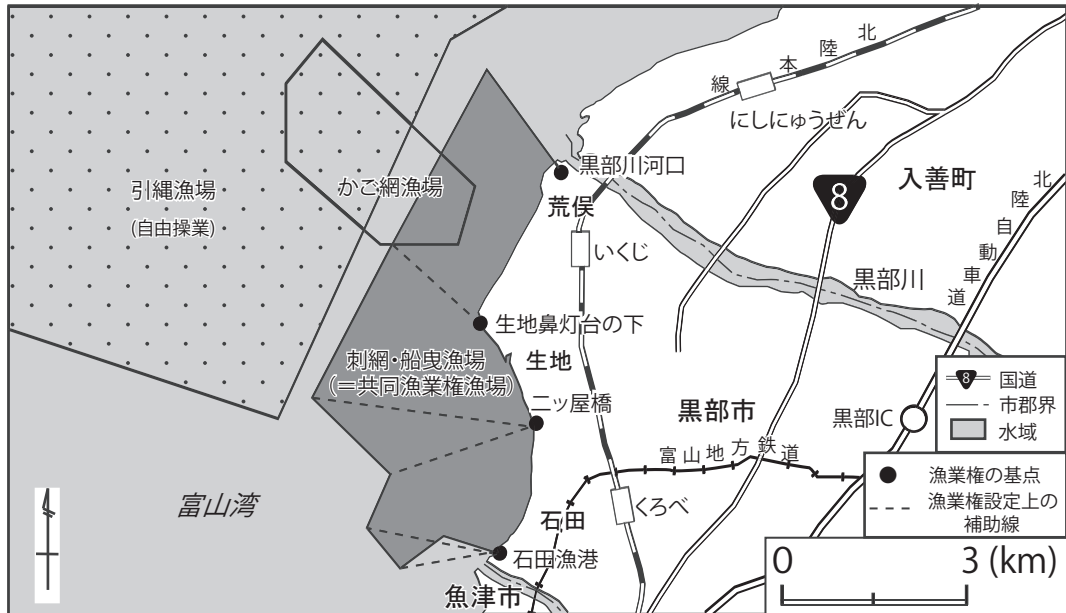 北陸本線
にしにゅうぜん
黒部川河口
入善町
8
引縄漁場
(自由操業)
かご網漁場
荒俣
いくじ
北陸自動車道
黒部川
生地鼻灯台の下
刺網・船曳漁場
(＝共同漁業権漁場)
生地
二ッ屋橋
黒部市
黒部IC
富山地方鉄道
富山湾
石田
くろべ
石田漁港
魚津市
8 国道
市郡界
水域
漁業権の基点
漁業権設定上の
補助線
0 3 (km)